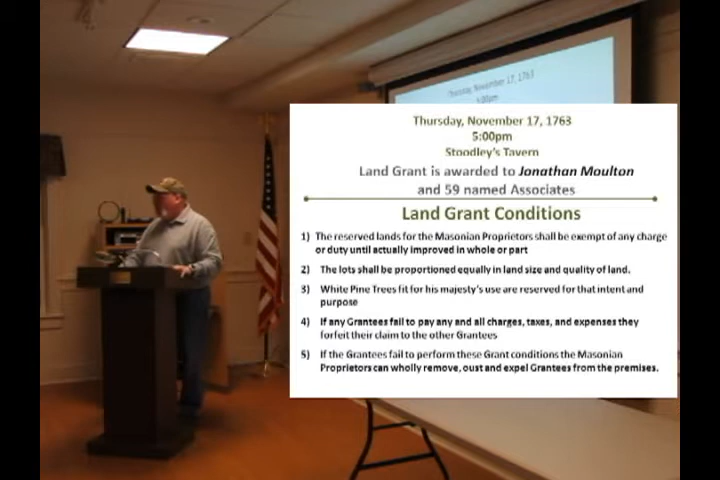 Thursday, November 17, 1763
5:00pm
Thursday, November 17, 1763
5:00pm
Stoodley's Tavern
Land Grant is awarded to Jonathan Moulton
and 59 named Associates
Land Grant Conditions
1) The reserved lands for the Masonian Proprietors shall be exempt of any charge
or duty until actually improved in whole or part
2) The lots shall be proportioned equally in land size and quality of land.
3) White Pine Trees fit for his majesty's use are reserved for that intent and
purpose
4) If any Grantees fail to pay any and all charges, taxes, and expenses they
forfeit their claim to the other Grantees
5) If the Grantees fail to perform these Grant conditions the Masonian
Proprietors can wholly remove, oust and expel Grantees from the premises.